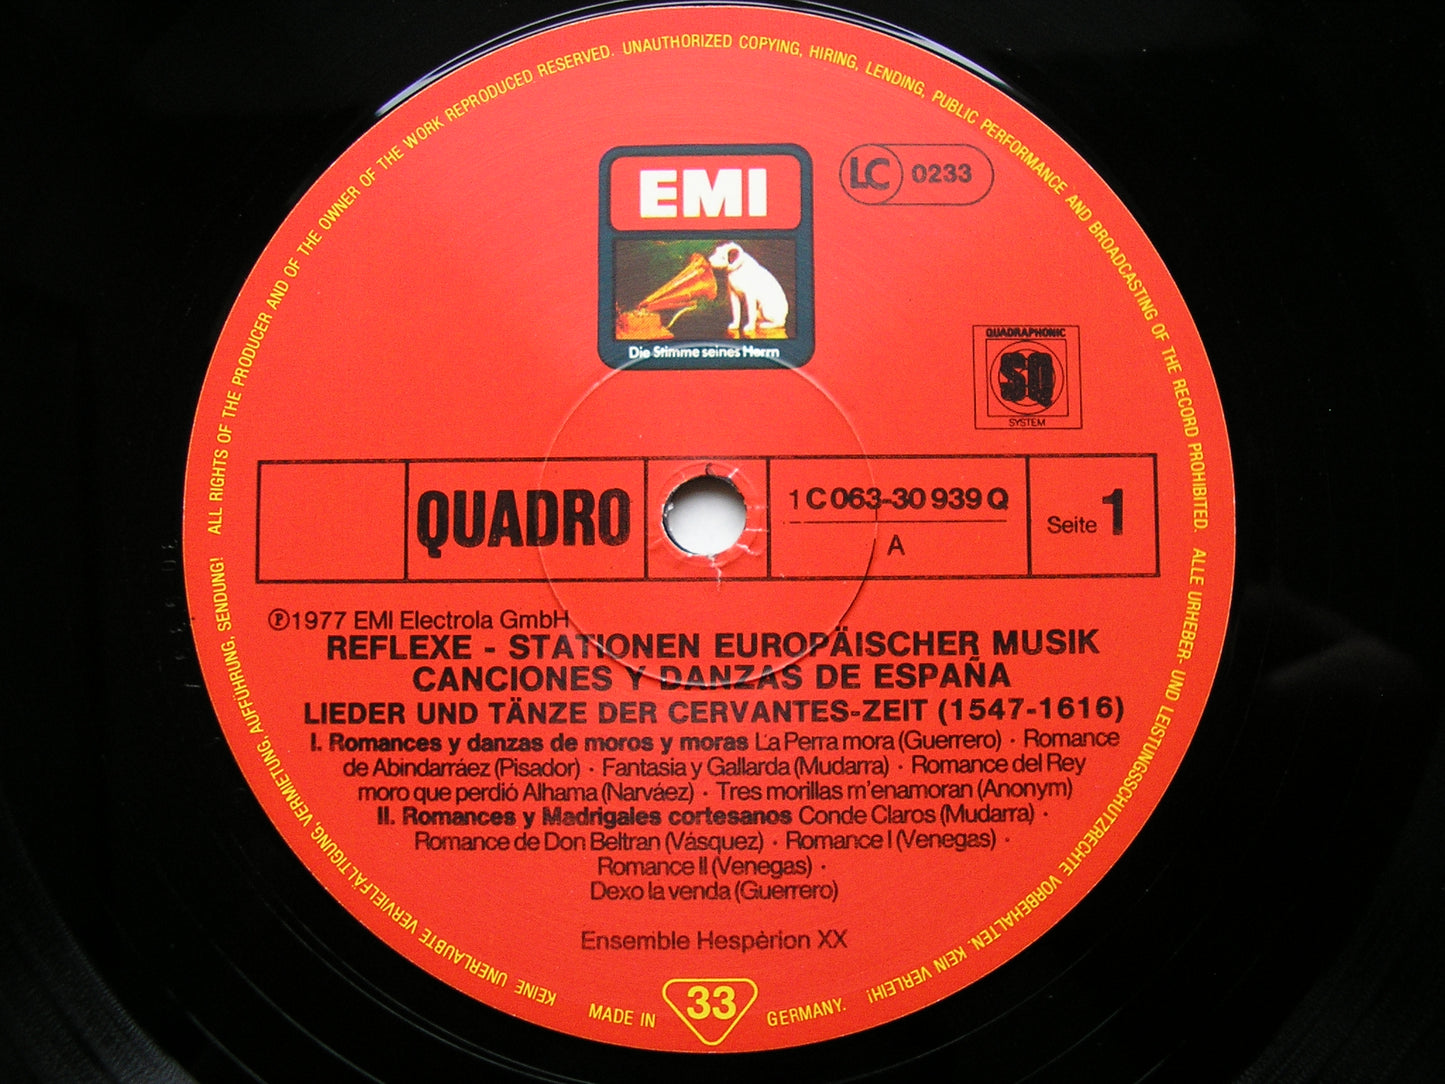 ALL RIGHTS OF THE PRODUCER AND OF THE OWNER OF THE WORK REPRODUCED RESERVED. UNAUTHORIZED COPYING, HIRING, LENDING, PUBLIC PERFORMANCE AND BROADCASTING OF THE RECORD PROHIBITED.
EMI
LC 0233
Die Stimme seines Herrn
QUADRAPHONIC
SQ
SYSTEM
QUADRO
1 C 063-30 939 Q
A
Seite 1
Ⓟ1977 EMI Electrola GmbH
REFLEXE - STATIONEN EUROPÄISCHER MUSIK
CANCIONES Y DANZAS DE ESPAÑA
LIEDER UND TÄNZE DER CERVANTES-ZEIT (1547-1616)
I. Romances y danzas de moros y moras La Perra mora (Guerrero) · Romance
de Abindarráez (Pisador) · Fantasia y Gallarda (Mudarra) · Romance del Rey
moro que perdió Alhama (Narváez) · Tres morillas m'enamoran (Anonym)
II. Romances y Madrigales cortesanos Conde Claros (Mudarra) ·
Romance de Don Beltran (Vásquez) · Romance I (Venegas) ·
Romance II (Venegas) ·
Dexo la venda (Guerrero)
Ensemble Hespèrion XX
MADE IN 33 GERMANY.
ALLE URHEBER- UND LEISTUNGSSCHUTZRECHTE VORBEHALTEN. KEIN VERLEIH! KEINE UNERLAUBTE VERVIELFÄLTIGUNG, VERMIETUNG, AUFFÜHRUNG, SENDUNG!